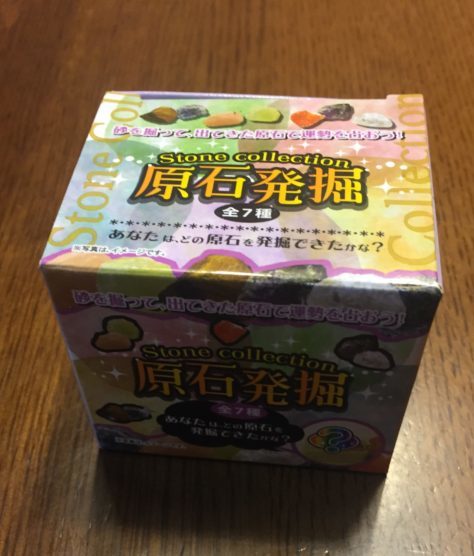 Stone Col
Collection
砂を掘って、出てきた原石で運勢を占おう!
Stone collection
原石発掘
全7種
あなたは、どの原石を発掘できたかな?
※写真は、イメージです。
砂を掘って、出てきた原石で運勢を占おう!
Stone collection
原石発掘
全7種
あなたは、どの原石を
発掘できたかな?
?